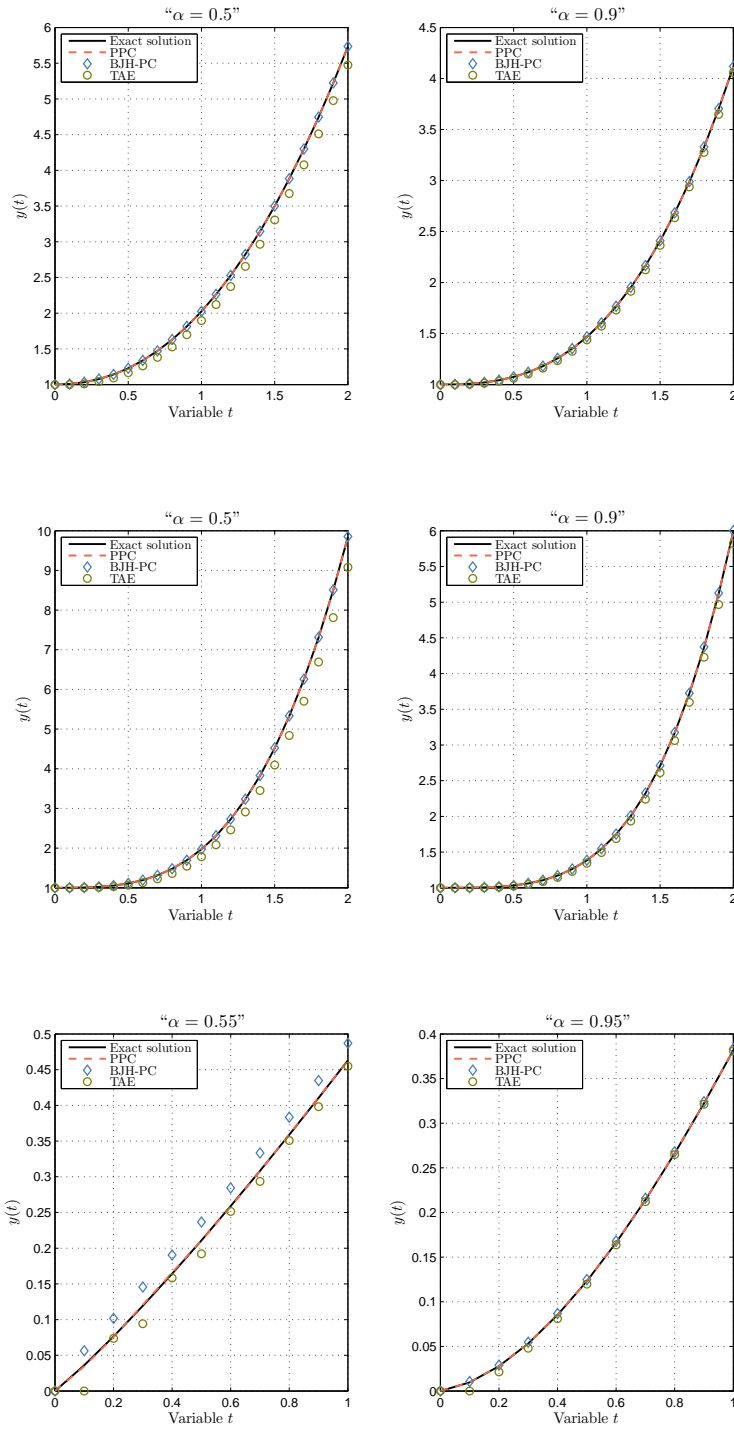 “α = 0.5”
6
5.5
5
4.5
4
3.5
3
2.5
2
1.5
1
y(t)
Exact solution
PPC
BJH-PC
TAE
0 0.5 1.0 1.5 2
Variable t
“α = 0.9”
4.5
4
3.5
3
2.5
2
1.5
1
y(t)
Exact solution
PPC
BJH-PC
TAE
0 0.5 1.0 1.5 2
Variable t
“α = 0.5”
10
9
8
7
6
5
4
3
2
1
y(t)
Exact solution
PPC
BJH-PC
TAE
0 0.5 1.0 1.5 2
Variable t
“α = 0.9”
6
5.5
5
4.5
4
3.5
3
2.5
2
1.5
1
y(t)
Exact solution
PPC
BJH-PC
TAE
0 0.5 1.0 1.5 2
Variable t
“α = 0.55”
0.5
0.45
0.4
0.35
0.3
0.25
0.2
0.15
0.1
0.05
0
y(t)
Exact solution
PPC
BJH-PC
TAE
0 0.2 0.4 0.6 0.8 1
Variable t
“α = 0.95”
0.4
0.35
0.3
0.25
0.2
0.15
0.1
0.05
0
y(t)
Exact solution
PPC
BJH-PC
TAE
0 0.2 0.4 0.6 0.8 1
Variable t